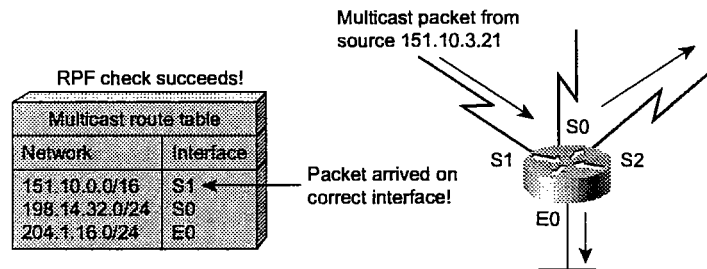 Multicast packet from
source 151.10.3.21
RPF check succeeds!
Multicast route table
Network Interface
151.10.0.0/16 S1
198.14.32.0/24 S0
204.1.16.0/24 E0
Packet arrived on
correct interface!
S0
S1
S2
E0